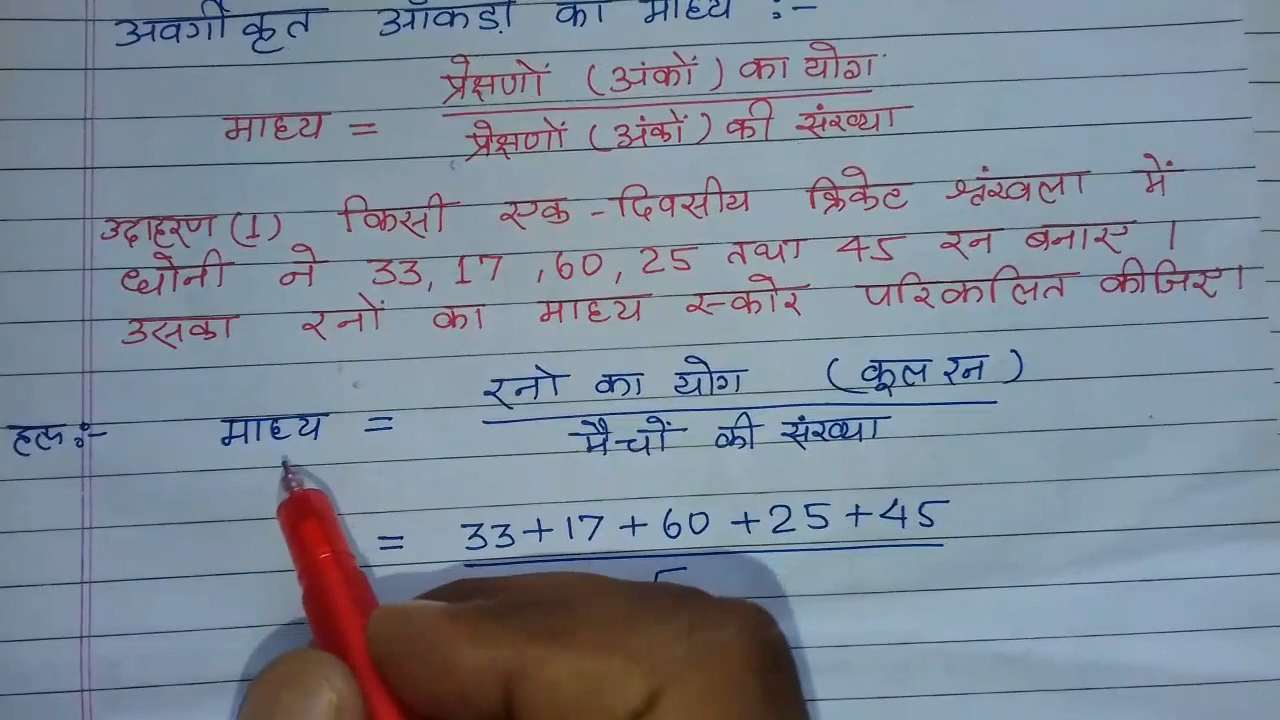 अवर्गीकृत आँकड़ों का माध्य :-
प्रेक्षणों (अंकों) का योग
माध्य =
प्रेक्षणों (अंकों) की संख्या
उदाहरण (1) किसी एक - दिवसीय क्रिकेट श्रृंखला में
धोनी ने 33, 17, 60, 25 तथा 45 रन बनाए ।
उसका रनों का माध्य स्कोर परिकलित कीजिए ।
रनो का योग (कूल रन)
हल :- माध्य =
मैचों की संख्या
= 33+17+60+25+45
5